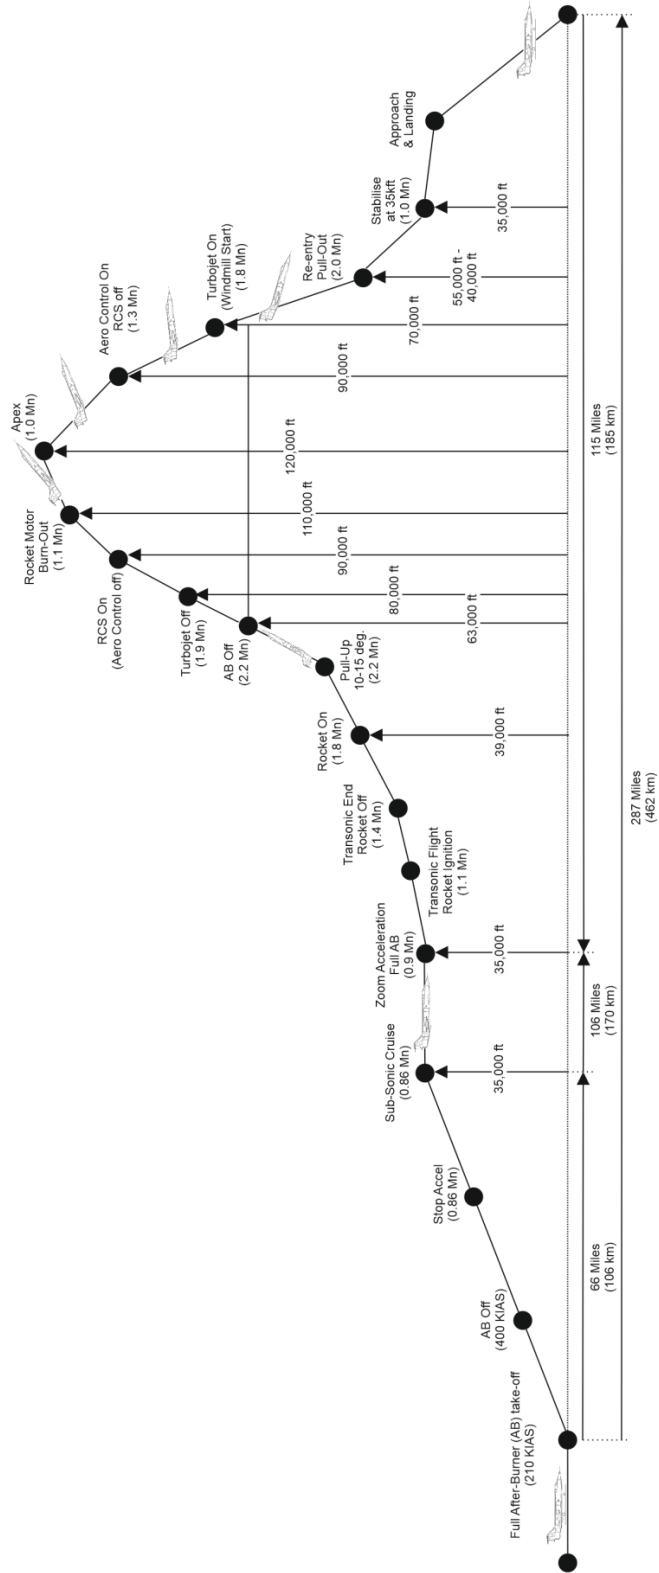 Full After-Burner (AB) take-off
(210 KIAS)
AB Off
(400 KIAS)
Stop Accel
(0.86 Mn)
Sub-Sonic Cruise
(0.86 Mn)
Zoom Acceleration
Full AB
(0.9 Mn)
Transonic Flight
Rocket Ignition
(1.1 Mn)
Transonic End
Rocket Off
(1.4 Mn)
Rocket On
(1.8 Mn)
Pull-Up
10-15 deg.
(2.2 Mn)
AB Off
(2.2 Mn)
Turbojet Off
(1.9 Mn)
RCS On
(Aero Control off)
Rocket Motor
Burn-Out
(1.1 Mn)
Apex
(1.0 Mn)
Aero Control On
RCS off
(1.3 Mn)
Turbojet On
(Windmill Start)
(1.8 Mn)
Re-entry
Pull-Out
(2.0 Mn)
Stabilise
at 35kft
(1.0 Mn)
Approach
& Landing
35,000 ft
35,000 ft
39,000 ft
63,000 ft
80,000 ft
90,000 ft
110,000 ft
120,000 ft
90,000 ft
70,000 ft
55,000 ft -
40,000 ft
35,000 ft
66 Miles
(106 km)
106 Miles
(170 km)
115 Miles
(185 km)
287 Miles
(462 km)